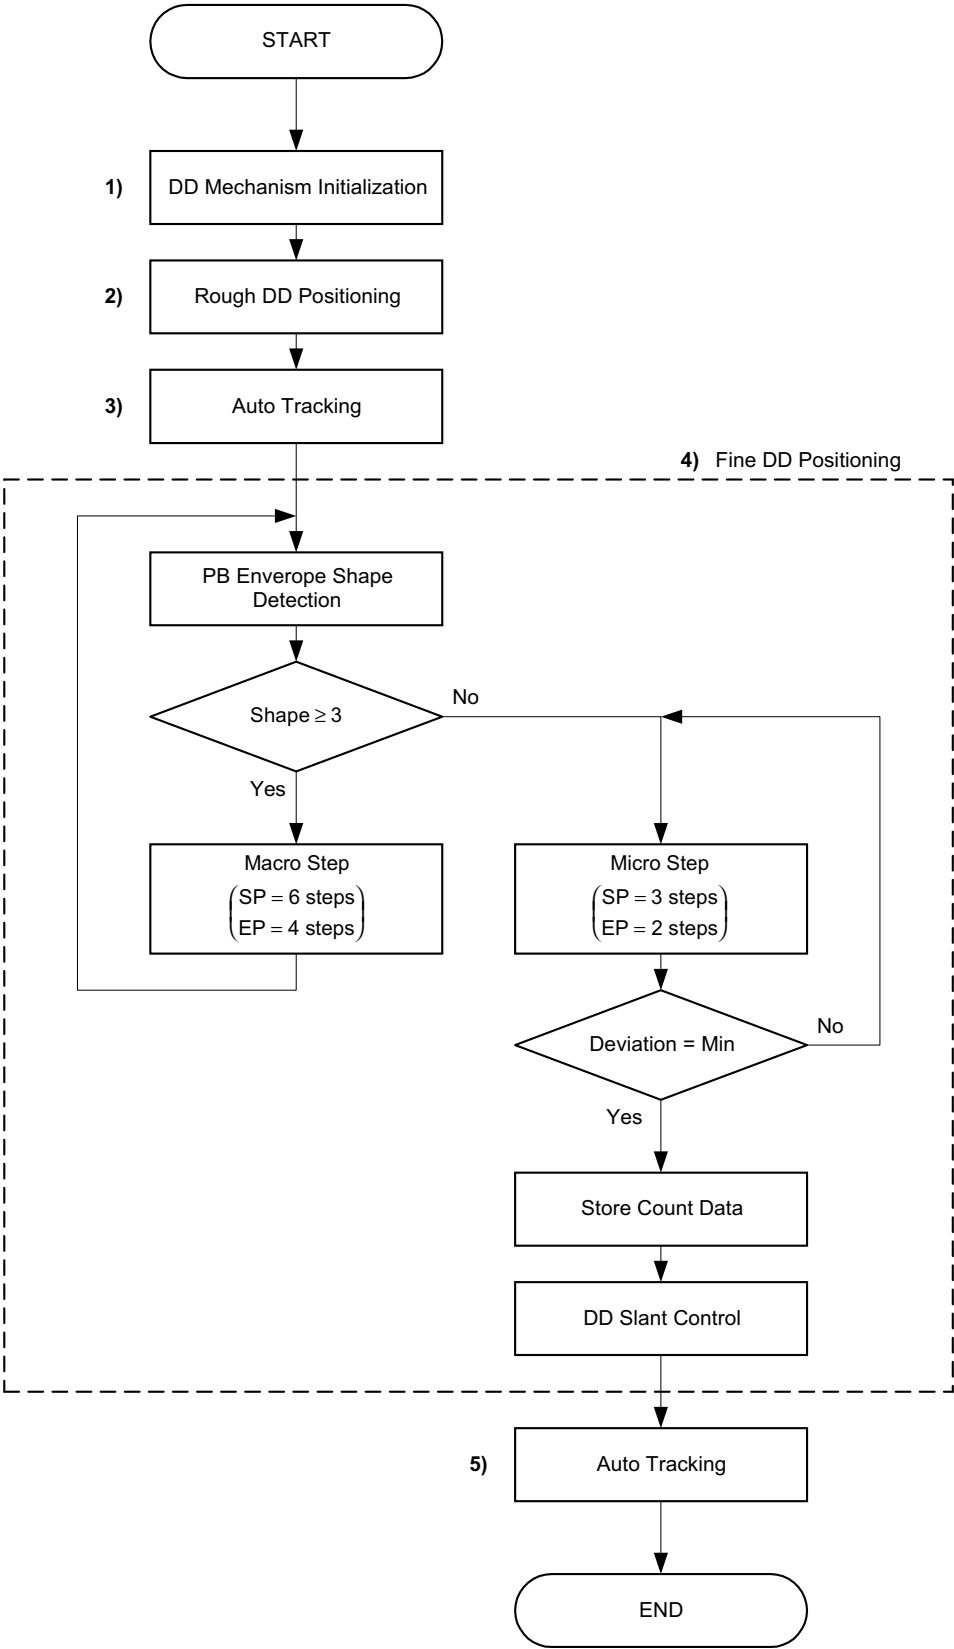 START
1) DD Mechanism Initialization
2) Rough DD Positioning
3) Auto Tracking
4) Fine DD Positioning
PB Enverope Shape
Detection
Shape ≥ 3
No
Yes
Macro Step
(SP = 6 steps
EP = 4 steps)
Micro Step
(SP = 3 steps
EP = 2 steps)
Deviation = Min
No
Yes
Store Count Data
DD Slant Control
5) Auto Tracking
END